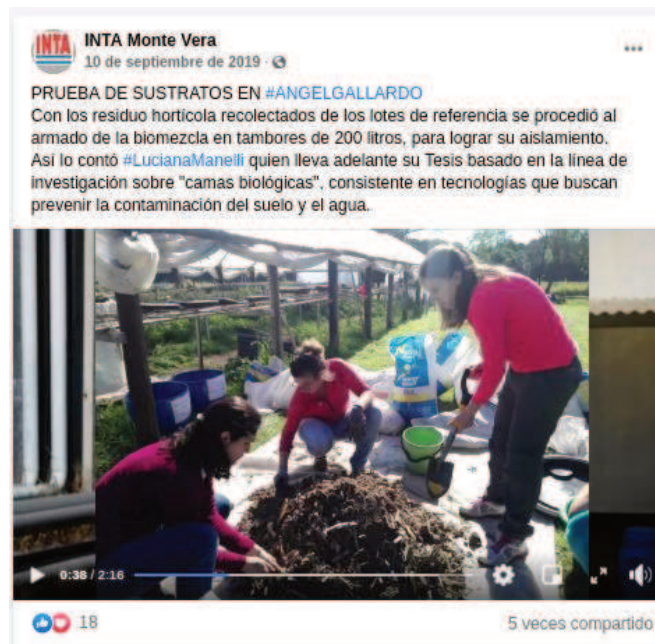 INTA
INTA Monte Vera
10 de septiembre de 2019 ·
PRUEBA DE SUSTRATOS EN #ANGELGALLARDO
Con los residuo hortícola recolectados de los lotes de referencia se procedió al
armado de la biomezcla en tambores de 200 litros, para lograr su aislamiento.
Así lo contó #LucianaManelli quien lleva adelante su Tesis basado en la línea de
investigación sobre "camas biológicas", consistente en tecnologías que buscan
prevenir la contaminación del suelo y el agua.
0:38 / 2:16
18
5 veces compartido